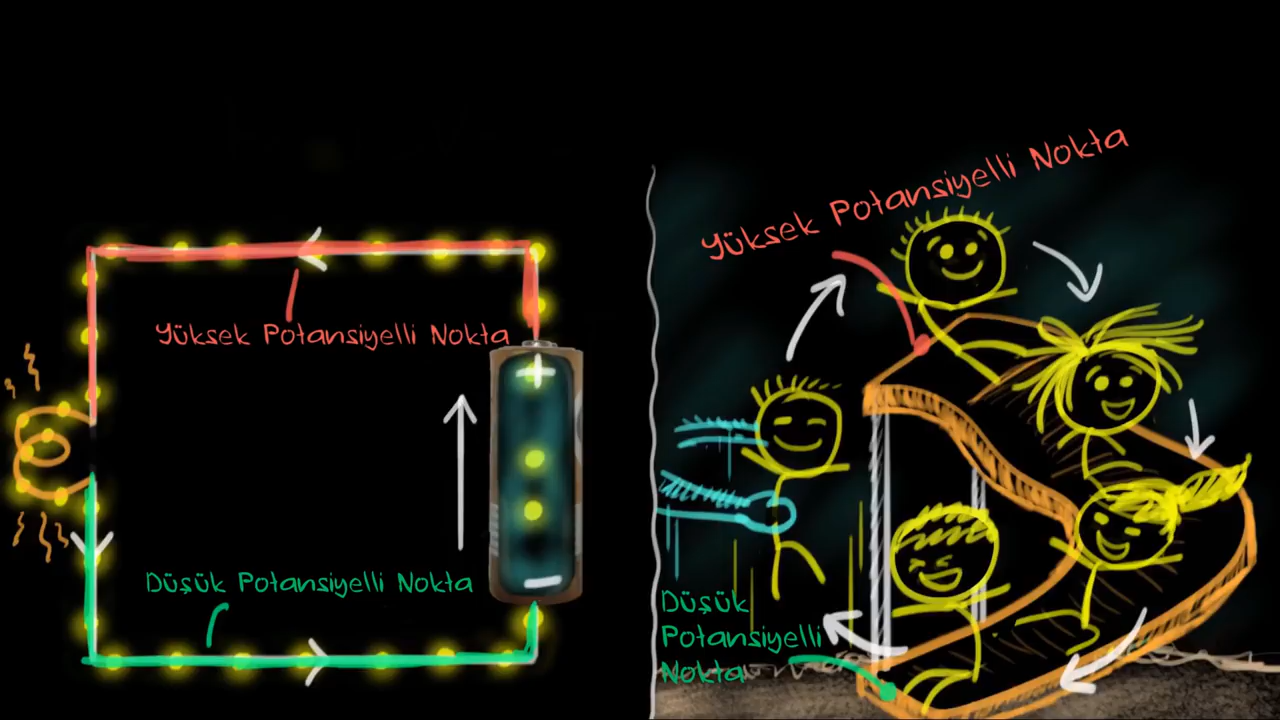 Yüksek Potansiyelli Nokta
Düşük Potansiyelli Nokta
Yüksek Potansiyelli Nokta
Düşük
Potansiyelli
Nokta